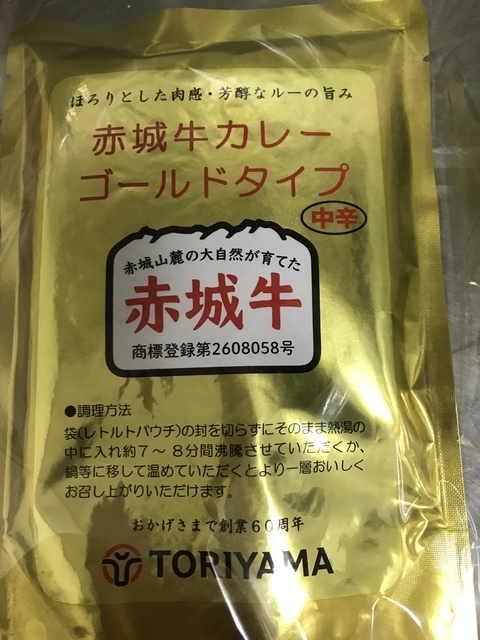 ほろりとした肉感・芳醇なルーの旨み
赤城牛カレー
ゴールドタイプ
中辛
赤城山麓の大自然が育てた
赤城牛
商標登録第2608058号
●調理方法
袋(レトルトパウチ)の封を切らずにそのまま熱湯の
中に入れ約7～8分間沸騰させていただくか、
鍋等に移して温めていただくとより一層おいしく
お召し上がりいただけます。
おかげさまで創業60周年
TORIYAMA